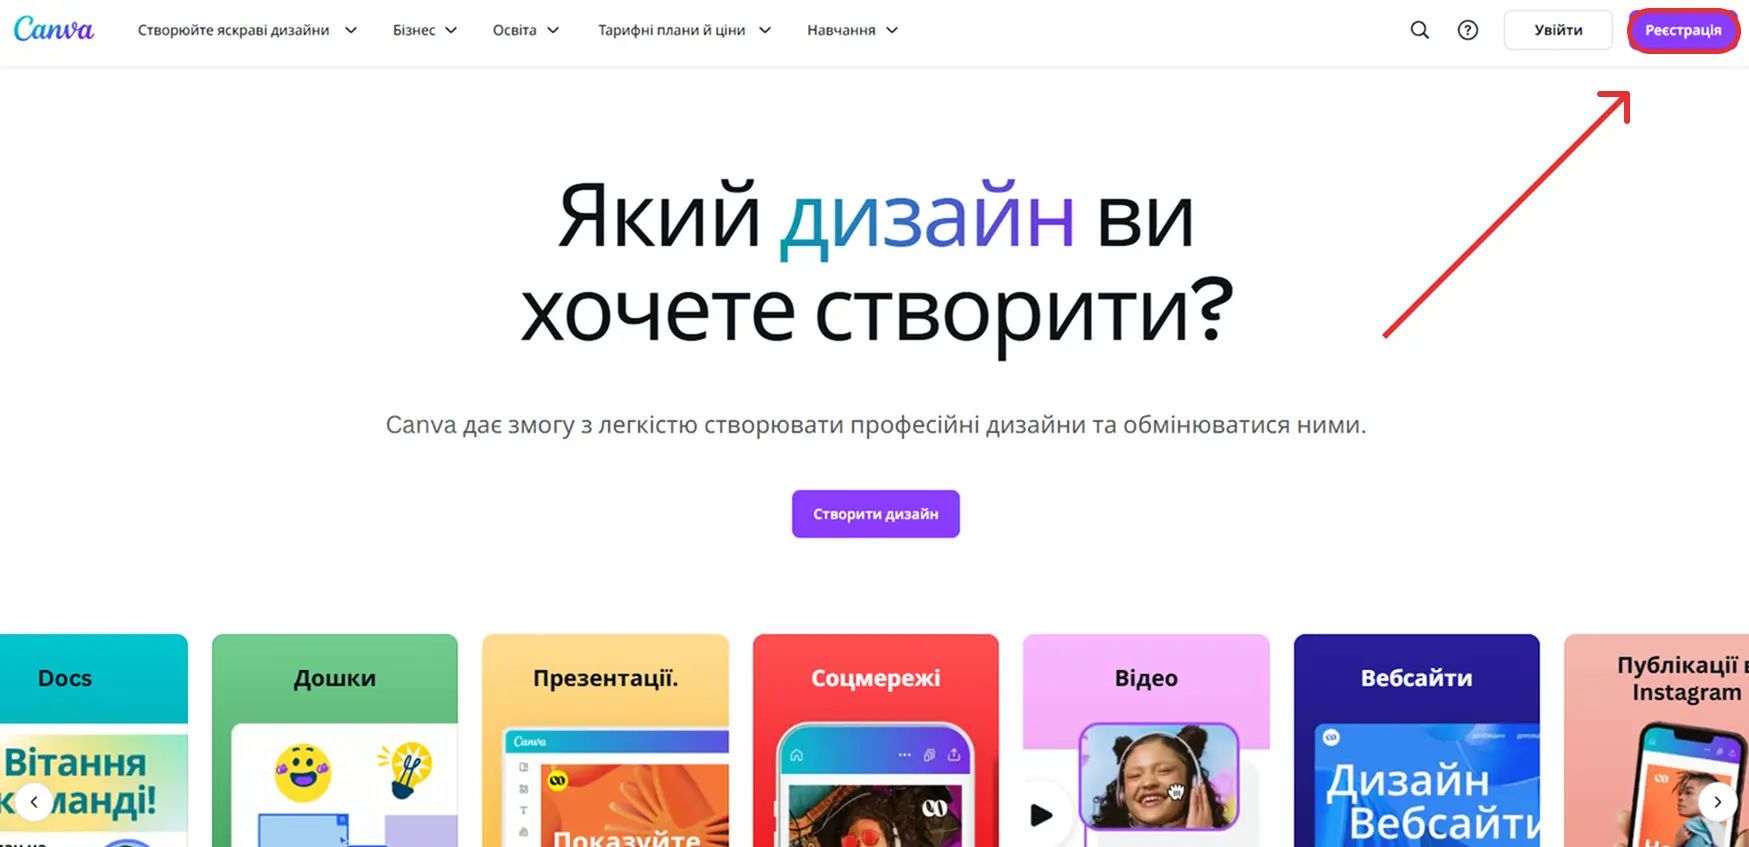 Canva
Створюйте яскраві дизайни
Бізнес
Освіта
Тарифні плани й ціни
Навчання
Увійти
Реєстрація
Який дизайн ви
хочете створити?
Canva дає змогу з легкістю створювати професійні дизайни та обмінюватися ними.
Створити дизайн
Docs
Вітання
манді!
Дошки
Презентації.
Canva
Показуйте
Соцмережі
Відео
Вебсайти
Дизайн
Вебсайти
Публікації в
Instagram